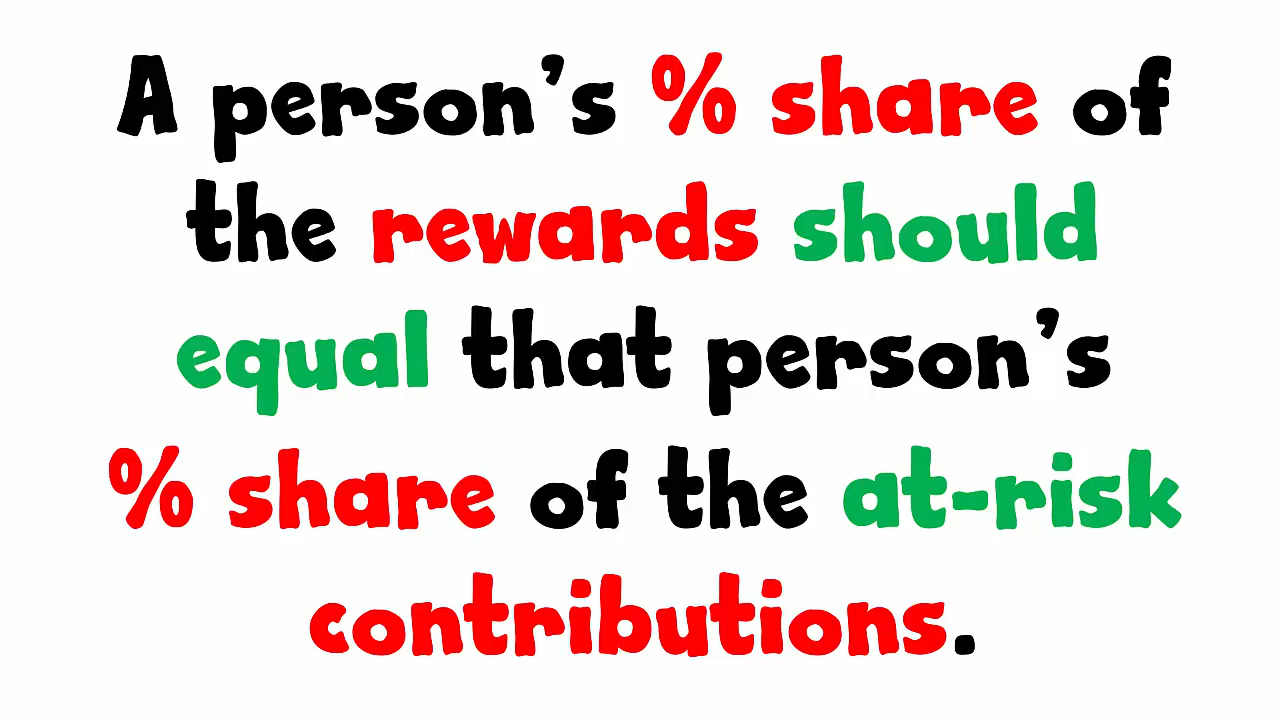 A person’s % share of
the rewards should
equal that person’s
% share of the at-risk
contributions.